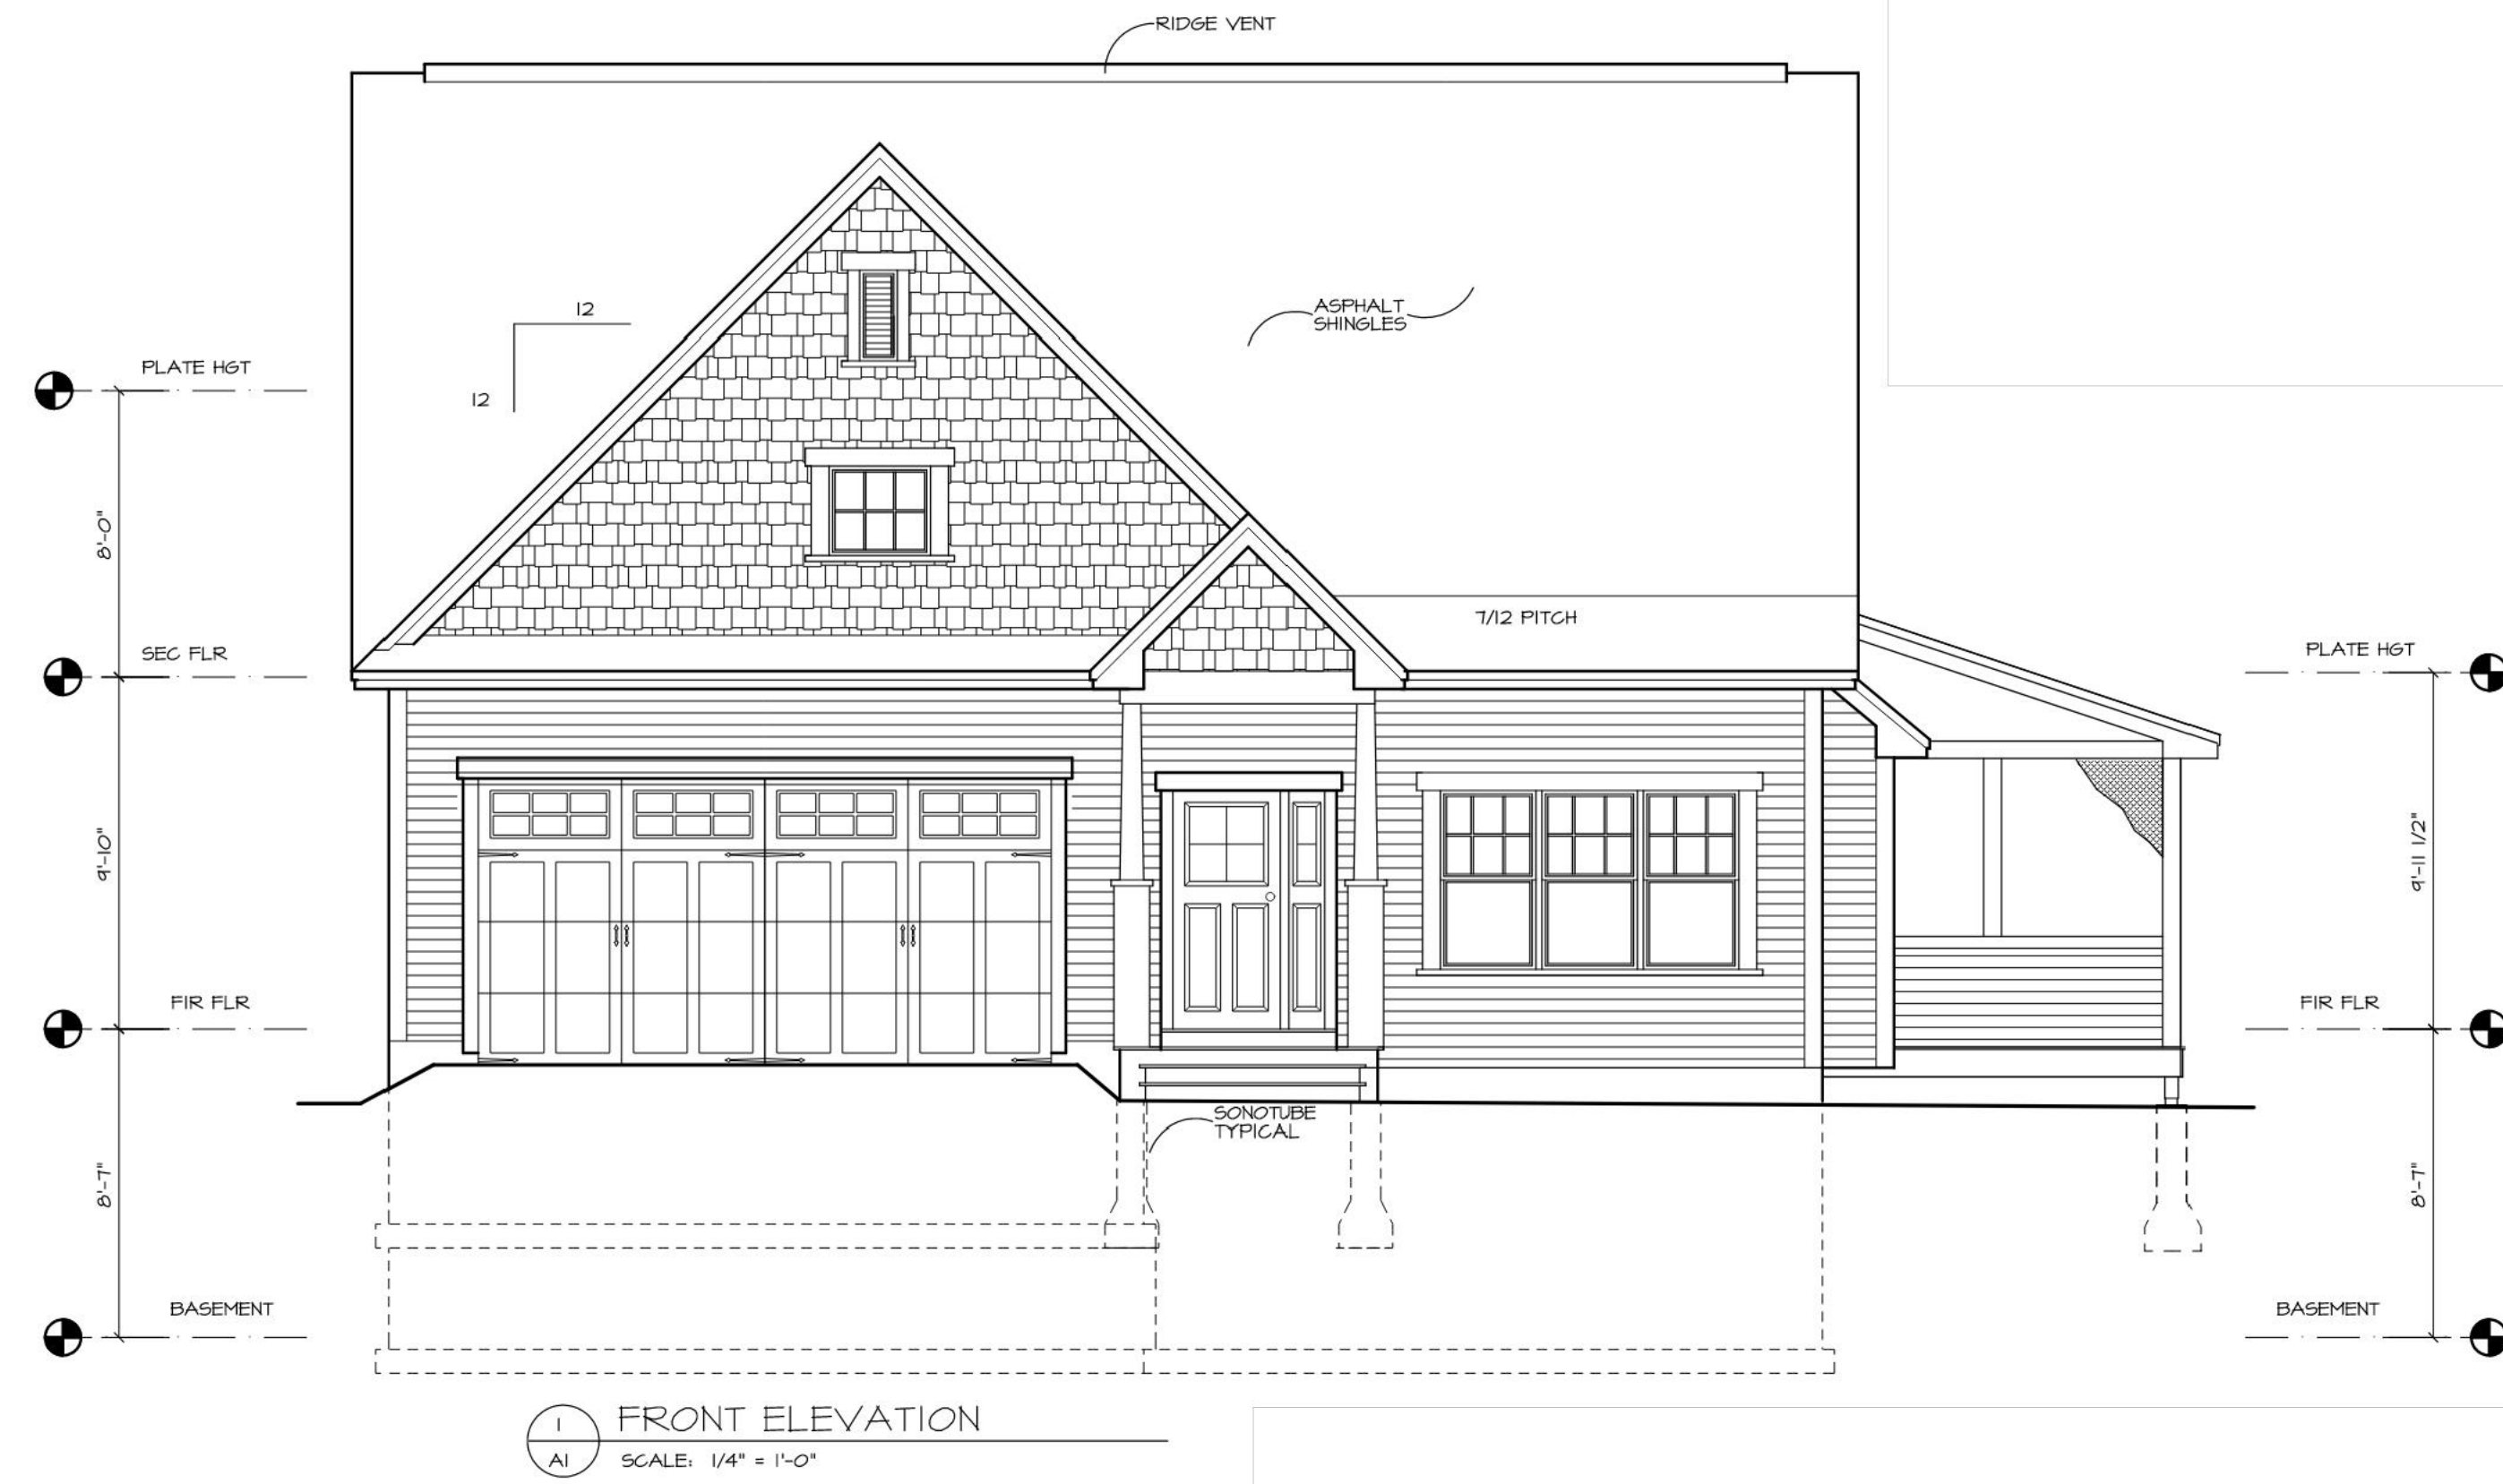 RIDGE VENT
ASPHALT
SHINGLES
12
12
PLATE HGT
8'-0"
7/12 PITCH
SEC FLR
PLATE HGT
9'-10"
9'-11 1/2"
FIR FLR
FIR FLR
SONOTUBE
TYPICAL
8'-7"
8'-7"
BASEMENT
BASEMENT
1
A1
FRONT ELEVATION
SCALE: 1/4" = 1'-0"